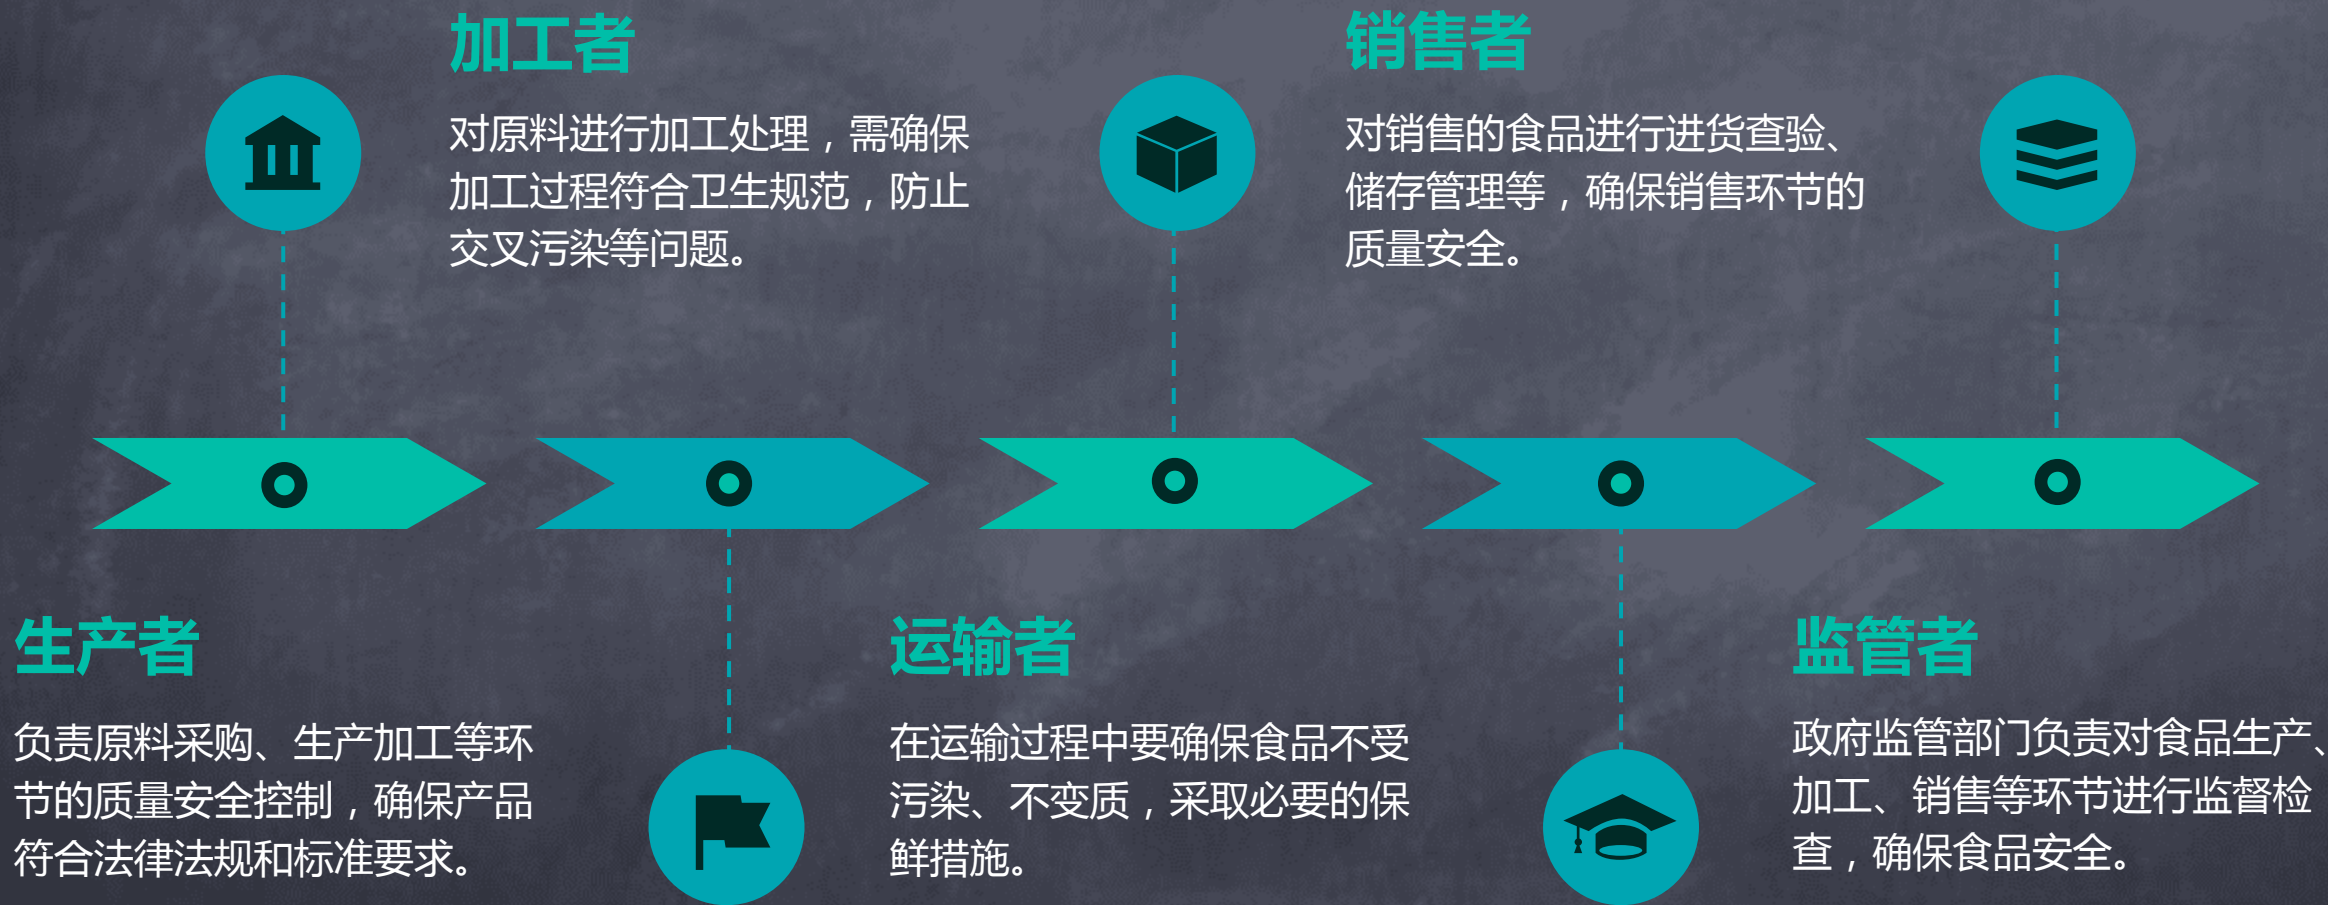 加工者
对原料进行加工处理，需确保
加工过程符合卫生规范，防止
交叉污染等问题。
销售者
对销售的食品进行进货查验、
储存管理等，确保销售环节的
质量安全。
生产者
负责原料采购、生产加工等环
节的质量安全控制，确保产品
符合法律法规和标准要求。
运输者
在运输过程中要确保食品不受
污染、不变质，采取必要的保
鲜措施。
监管者
政府监管部门负责对食品生产、
加工、销售等环节进行监督检
查，确保食品安全。